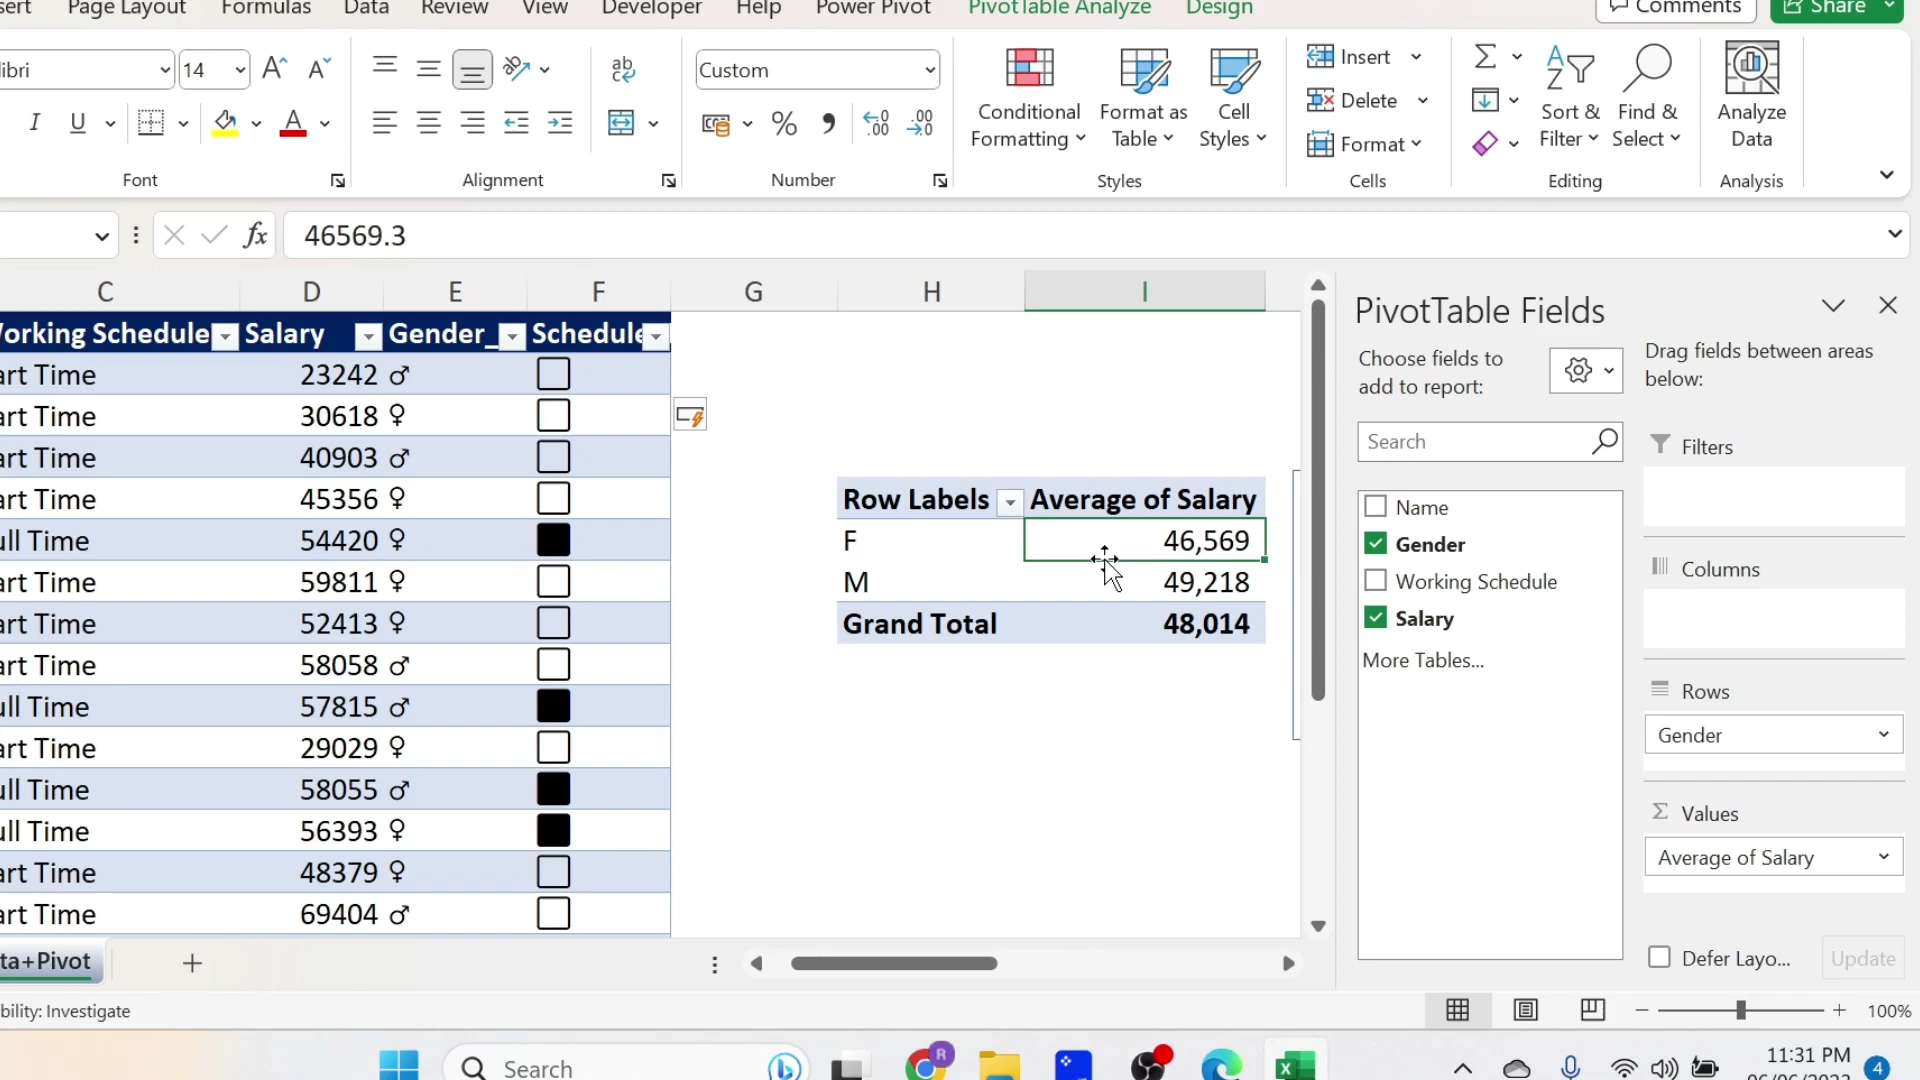 sert Page Layout Formulas Data Review View Developer Help Power Pivot PivotTable Analyze Design Comments Share
libri 14 Custom
Insert
Delete
Format
Conditional Formatting
Format as Table
Cell Styles
Sort & Filter
Find & Select
Analyze Data
I U A
Font Alignment Number Styles Cells Editing Analysis
fx 46569.3
C D E F G H I
orking Schedule Salary Gender_ Schedule
art Time 23242 ♂
art Time 30618 ♀
art Time 40903 ♂
art Time 45356 ♀
ull Time 54420 ♀
art Time 59811 ♀
art Time 52413 ♀
art Time 58058 ♂
ull Time 57815 ♂
art Time 29029 ♀
ull Time 58055 ♂
ull Time 56393 ♀
art Time 48379 ♀
art Time 69404 ♂
Row Labels Average of Salary
F 46,569
M 49,218
Grand Total 48,014
PivotTable Fields
Choose fields to
add to report:
Search
Name
Gender
Working Schedule
Salary
More Tables...
Drag fields between areas
below:
Filters
Columns
Rows
Gender
Values
Average of Salary
Defer Layo... Update
ta+Pivot
bility: Investigate
100%
Search
R
11:31 PM
4